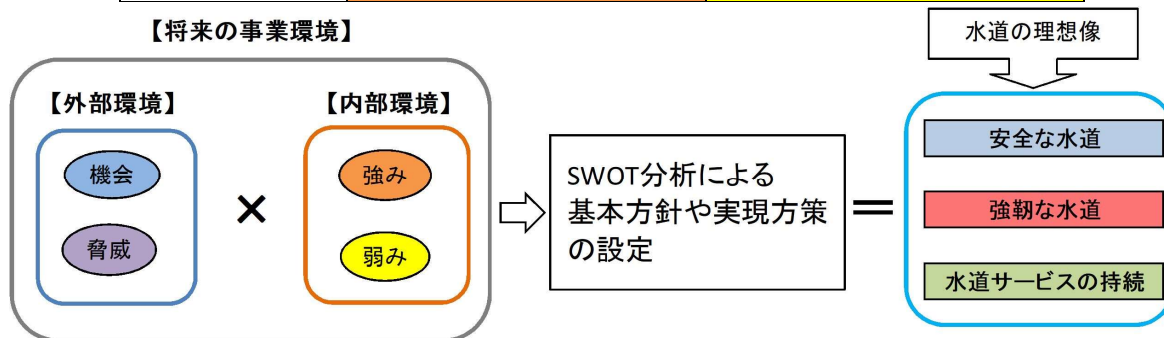 【将来の事業環境】
水道の理想像
【外部環境】
【内部環境】
機会
脅威
×
強み
弱み
SWOT分析による
基本方針や実現方策
の設定
＝
安全な水道
強靭な水道
水道サービスの持続